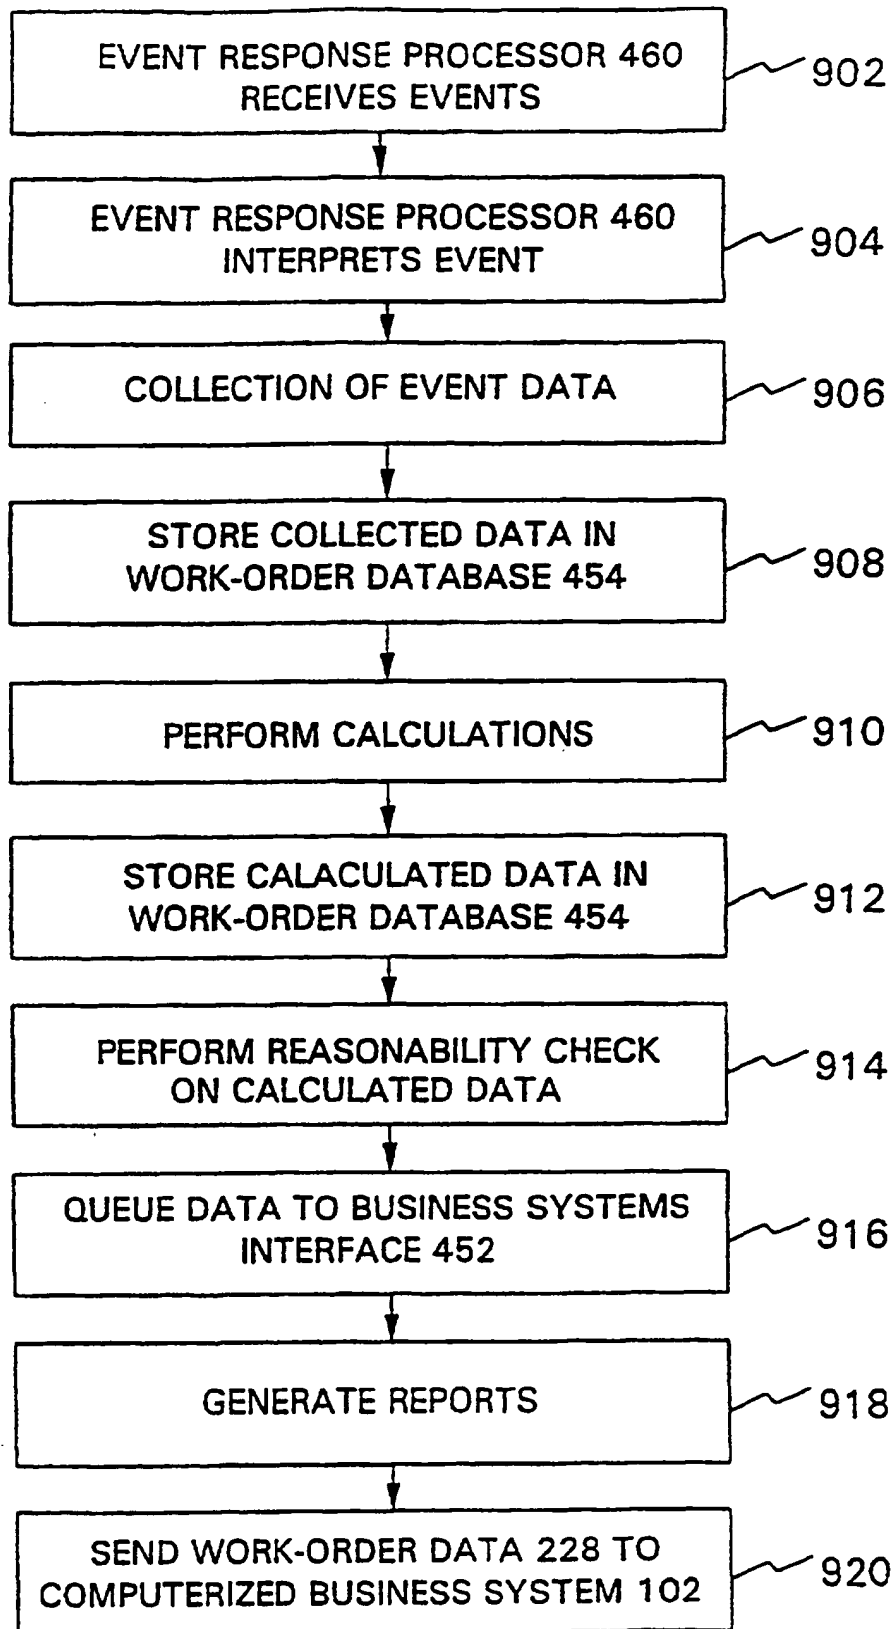 EVENT RESPONSE PROCESSOR 460
RECEIVES EVENTS
902
EVENT RESPONSE PROCESSOR 460
INTERPRETS EVENT
904
COLLECTION OF EVENT DATA
906
STORE COLLECTED DATA IN
WORK-ORDER DATABASE 454
908
PERFORM CALCULATIONS
910
STORE CALACULATED DATA IN
WORK-ORDER DATABASE 454
912
PERFORM REASONABILITY CHECK
ON CALCULATED DATA
914
QUEUE DATA TO BUSINESS SYSTEMS
INTERFACE 452
916
GENERATE REPORTS
918
SEND WORK-ORDER DATA 228 TO
COMPUTERIZED BUSINESS SYSTEM 102
920